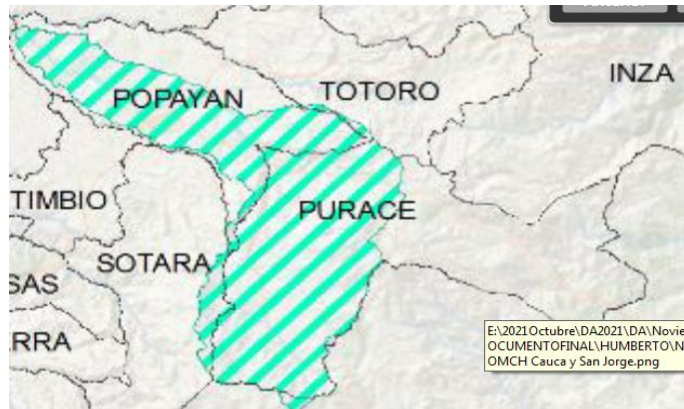 INZA
TOTORO
POPAYAN
TIMBIO
PURACE
SOTARA
SAS
RRA
E:\2021Octubre\DA2021\DA\Novie
OCUMENTOFINAL\HUMBERTO\N
OMCH Cauca y San Jorge.png